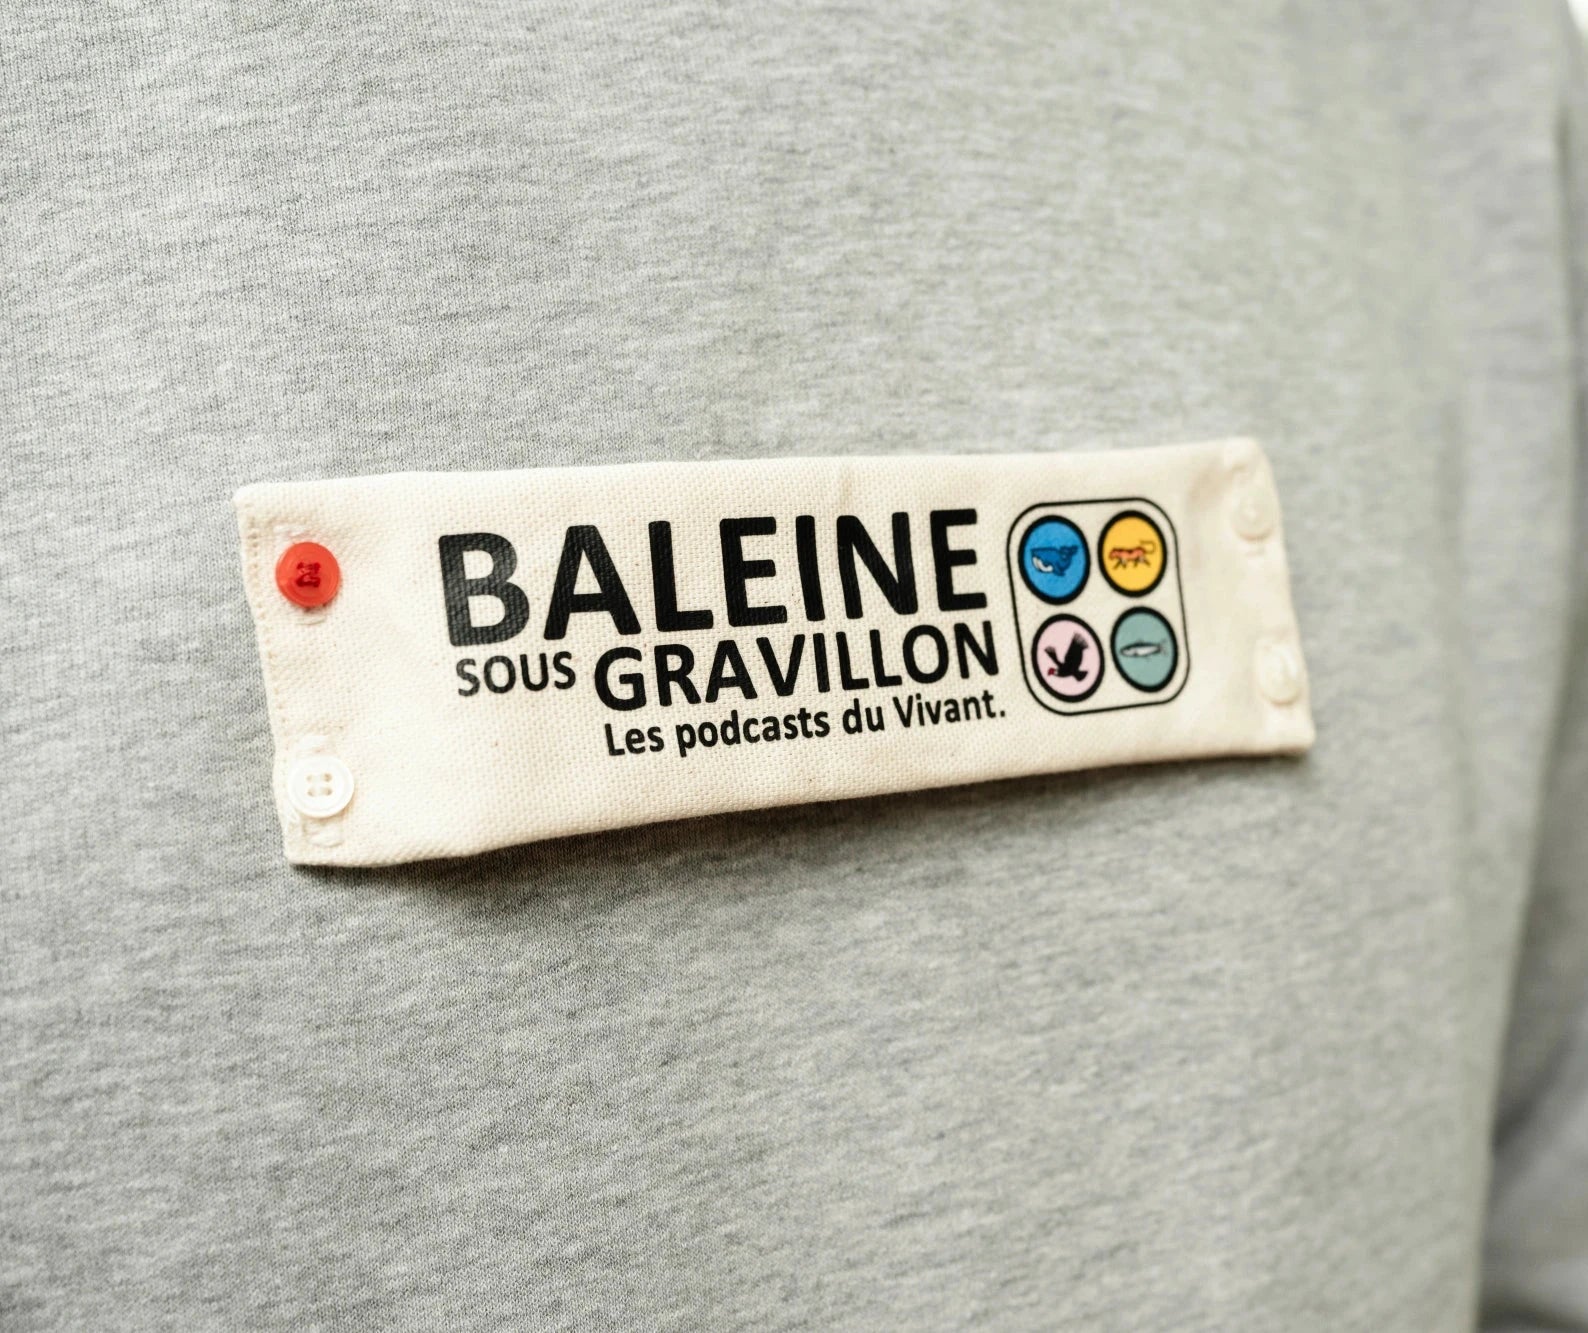 BALEINE
SOUS GRAVILLON
Les podcasts du Vivant.